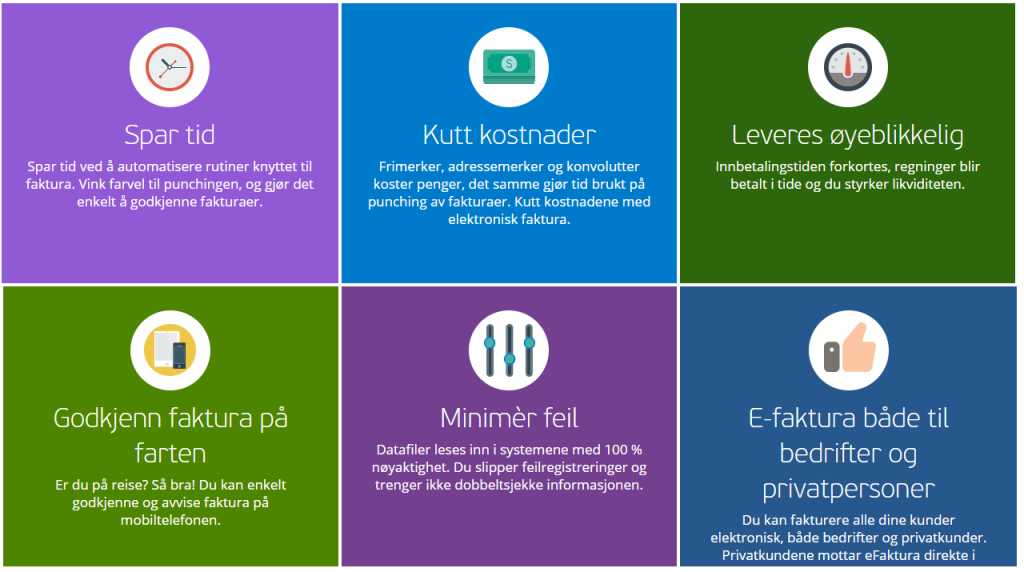 Spar tid
Spar tid ved å automatisere rutiner knyttet til
faktura. Vink farvel til punchingen, og gjør det
enkelt å godkjenne fakturaer.
Kutt kostnader
Frimerker, adressemerker og konvolutter
koster penger, det samme gjør tid brukt på
punching av fakturaer. Kutt kostnadene med
elektronisk faktura.
Leveres øyeblikkelig
Innbetalingstiden forkortes, regninger blir
betalt i tide og du styrker likviditeten.
Godkjenn faktura på
farten
Er du på reise? Så bra! Du kan enkelt
godkjenne og avvise faktura på
mobiltelefonen.
Minimèr feil
Datafiler leses inn i systemene med 100 %
nøyaktighet. Du slipper feilregistreringer og
trenger ikke dobbeltsjekke informasjonen.
E-faktura både til
bedrifter og
privatpersoner
Du kan fakturere alle dine kunder
elektronisk, både bedrifter og privatkunder.
Privatkundene mottar eFaktura direkte i